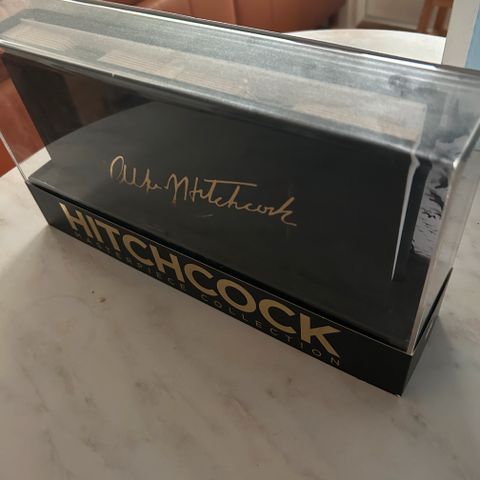 Alfred Hitchcock
HITCHCOCK
MASTERPIECE COLLECTION